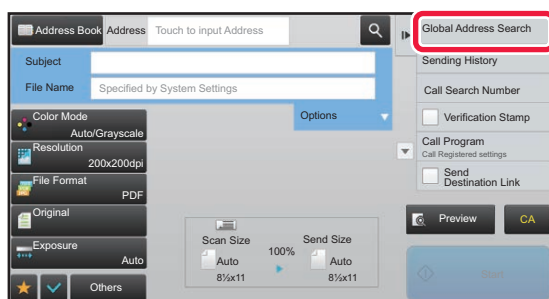 Address Book
Address
Touch to input Address
Global Address Search
Subject
Sending History
File Name
Specified by System Settings
Call Search Number
Color Mode
Auto/Grayscale
Options
Verification Stamp
Resolution
200x200dpi
Call Program
Call Registered settings
File Format
PDF
Send
Destination Link
Original
Preview
CA
Exposure
Auto
Scan Size
100%
Send Size
Auto
Auto
8½x11
8½x11
Others
Start